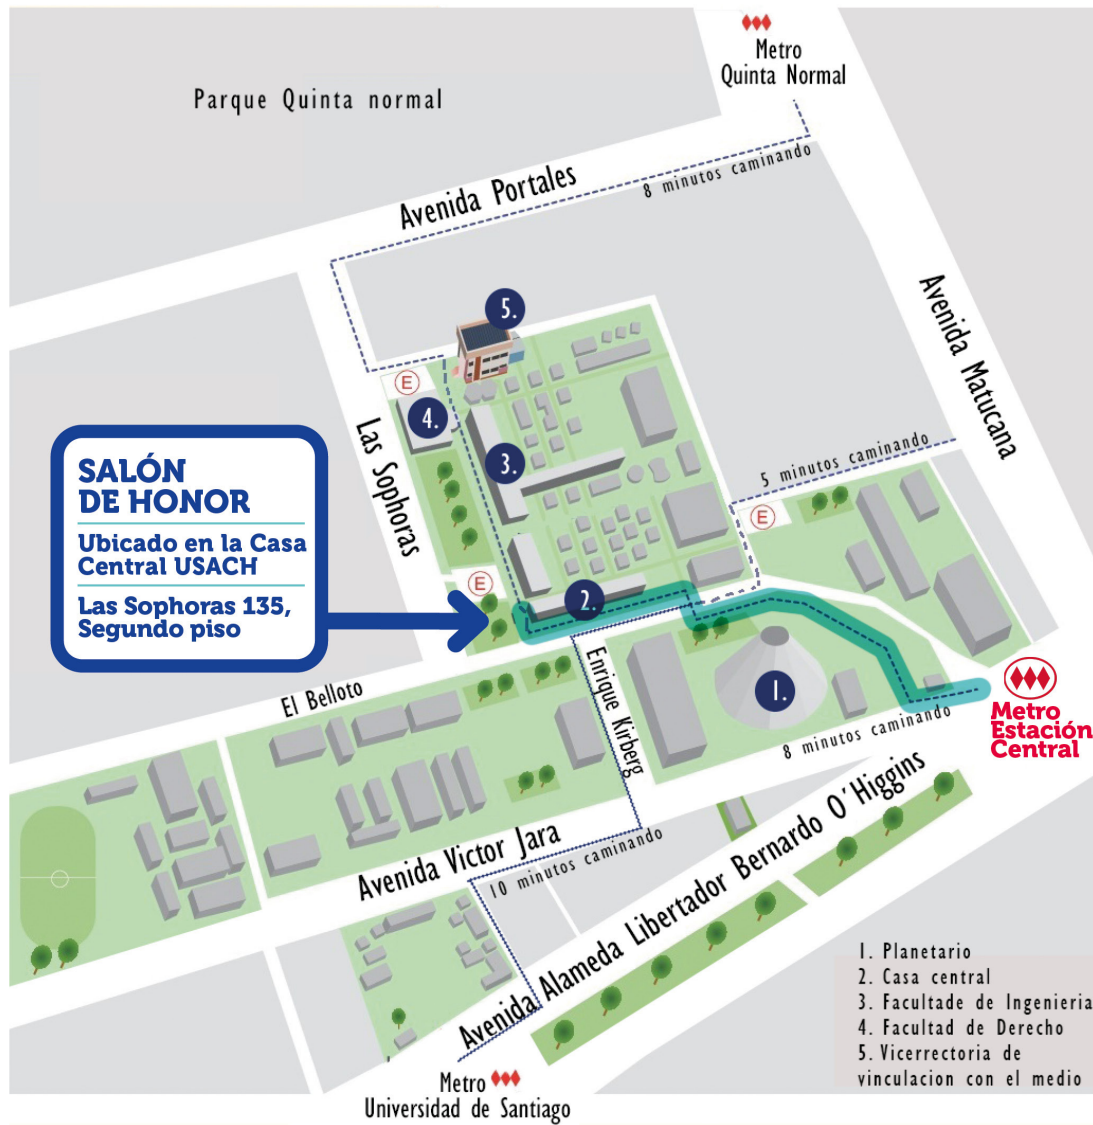 Metro
Quinta Normal
Parque Quinta normal
8 minutos caminando
Avenida Portales
Avenida Matucana
5.
E
4.
Las Sophoras
3.
5 minutos caminando
E
SALÓN
DE HONOR
Ubicado en la Casa
Central USACH
Las Sophoras 135,
Segundo piso
E
2.
1.
El Belloto
Enrique Kirberg
Metro
Estación
Central
8 minutos caminando
Avenida Victor Jara
10 minutos caminando
Avenida Alameda Libertador Bernardo O´Higgins
1. Planetario
2. Casa central
3. Facultade de Ingenieria
4. Facultad de Derecho
5. Vicerrectoria de
vinculacion con el medio
Metro
Universidad de Santiago